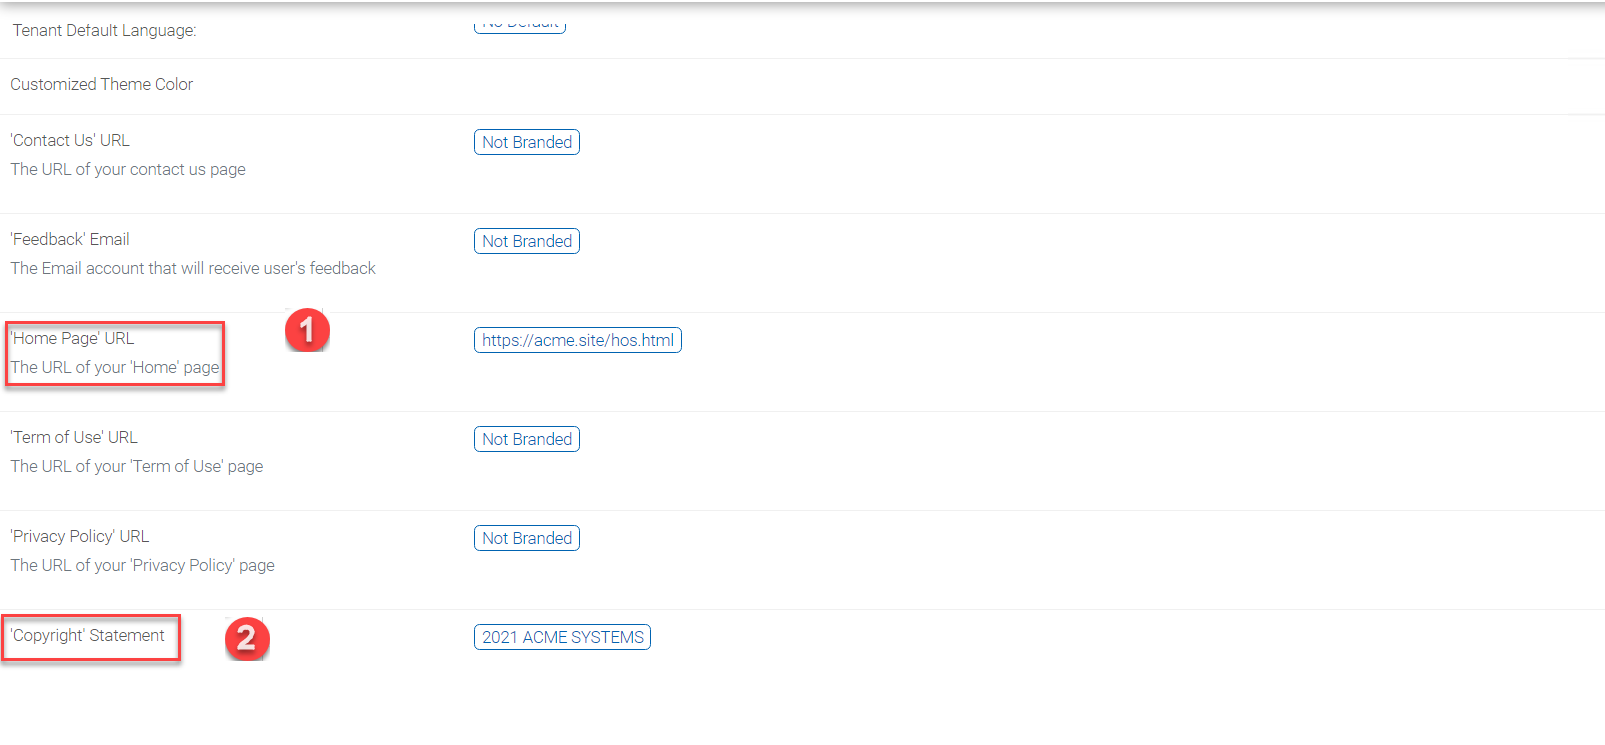 Tenant Default Language:
No Default
Customized Theme Color
'Contact Us' URL
Not Branded
The URL of your contact us page
'Feedback' Email
Not Branded
The Email account that will receive user's feedback
1
'Home Page' URL
https://acme.site/hos.html
The URL of your 'Home' page
'Term of Use' URL
Not Branded
The URL of your 'Term of Use' page
'Privacy Policy' URL
Not Branded
The URL of your 'Privacy Policy' page
'Copyright' Statement
2
2021 ACME SYSTEMS